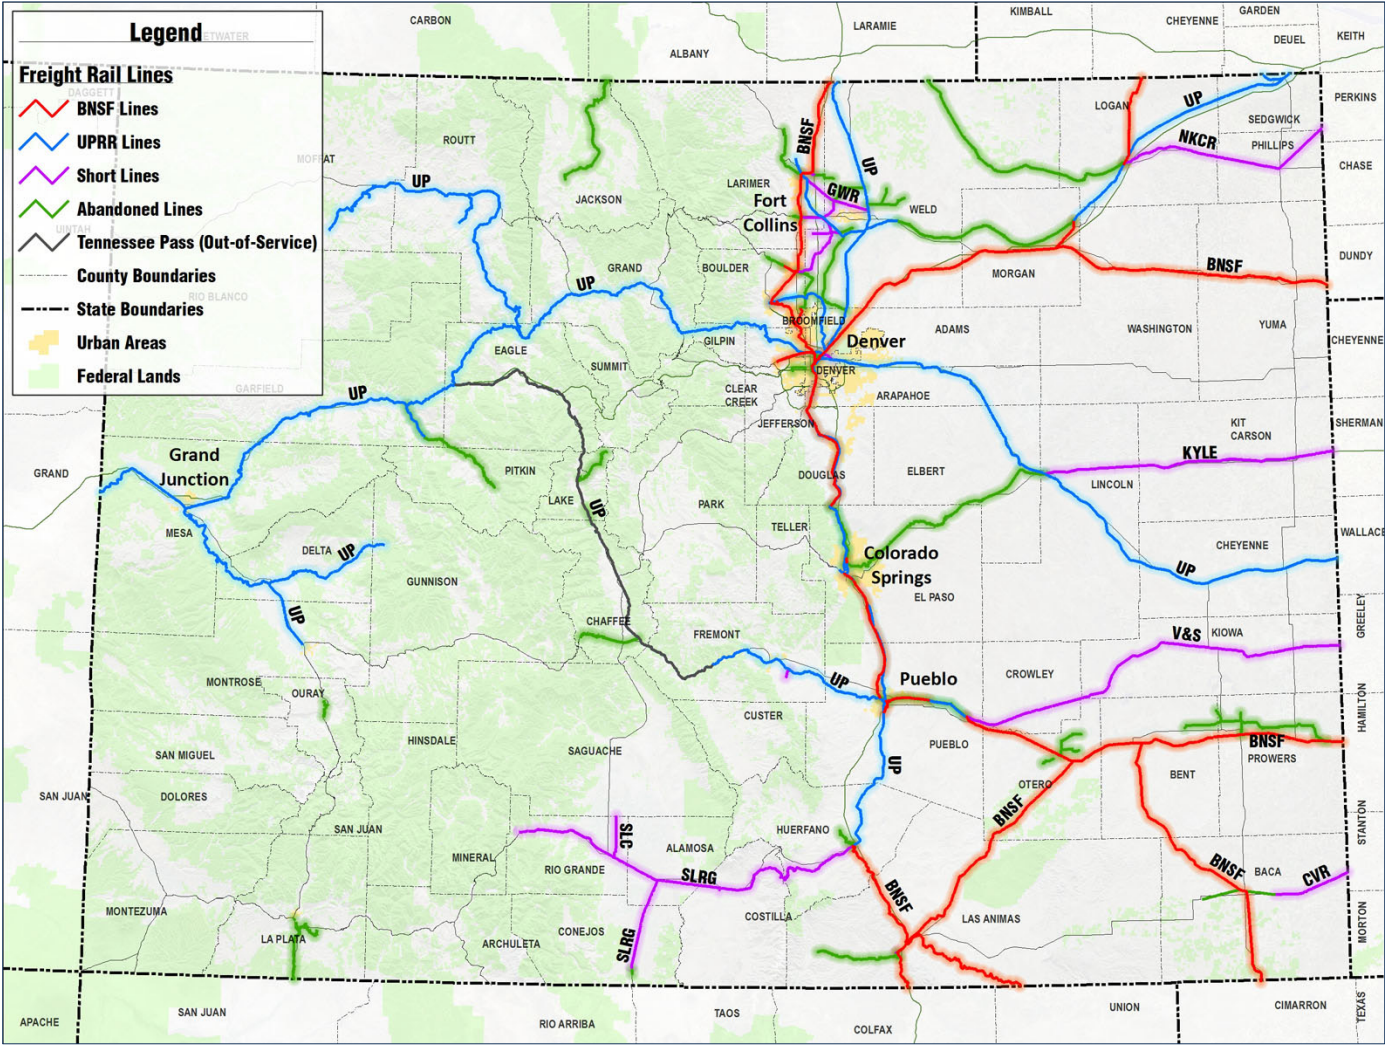 CARBON
LARAMIE
KIMBALL
CHEYENNE
GARDEN
DEUEL
KEITH
ALBANY
Legend
Freight Rail Lines
BNSF Lines
UPRR Lines
Short Lines
Abandoned Lines
Tennessee Pass (Out-of-Service)
County Boundaries
State Boundaries
Urban Areas
Federal Lands
DAGGETT
MOFFAT
UINTAH
RIO BLANCO
GARFIELD
ROUTT
UP
JACKSON
LARIMER
BNSF
UP
GWR
WELD
Fort
Collins
LOGAN
UP
NKCR
SEDGWICK
PHILLIPS
PERKINS
CHASE
DUNDY
BNSF
MORGAN
GRAND
UP
BOULDER
BROOMFIELD
ADAMS
WASHINGTON
YUMA
CHEYENNE
EAGLE
GILPIN
Denver
SUMMIT
DENVER
CLEAR
CREEK
ARAPAHOE
JEFFERSON
UP
KIT
CARSON
SHERMAN
Grand
Junction
GRAND
PITKIN
LAKE
UP
DOUGLAS
ELBERT
KYLE
LINCOLN
PARK
TELLER
MESA
DELTA
UP
GUNNISON
Colorado
Springs
EL PASO
CHEYENNE
UP
WALLACE
GREELEY
UP
CHAFFEE
FREMONT
V&S
KIOWA
MONTROSE
OURAY
UP
Pueblo
CROWLEY
HAMILTON
CUSTER
HINSDALE
SAGUACHE
PUEBLO
BNSF
PROWERS
SAN MIGUEL
UP
OTERO
BENT
SAN JUAN
DOLORES
BNSF
STANTON
SAN JUAN
HUERFANO
SLC
MINERAL
RIO GRANDE
ALAMOSA
SLRG
BNSF
BACA
CVR
BNSF
MONTEZUMA
COSTILLA
LAS ANIMAS
MORTON
LA PLATA
ARCHULETA
CONEJOS
SLRG
APACHE
SAN JUAN
RIO ARRIBA
TAOS
COLFAX
UNION
CIMARRON
TEXAS